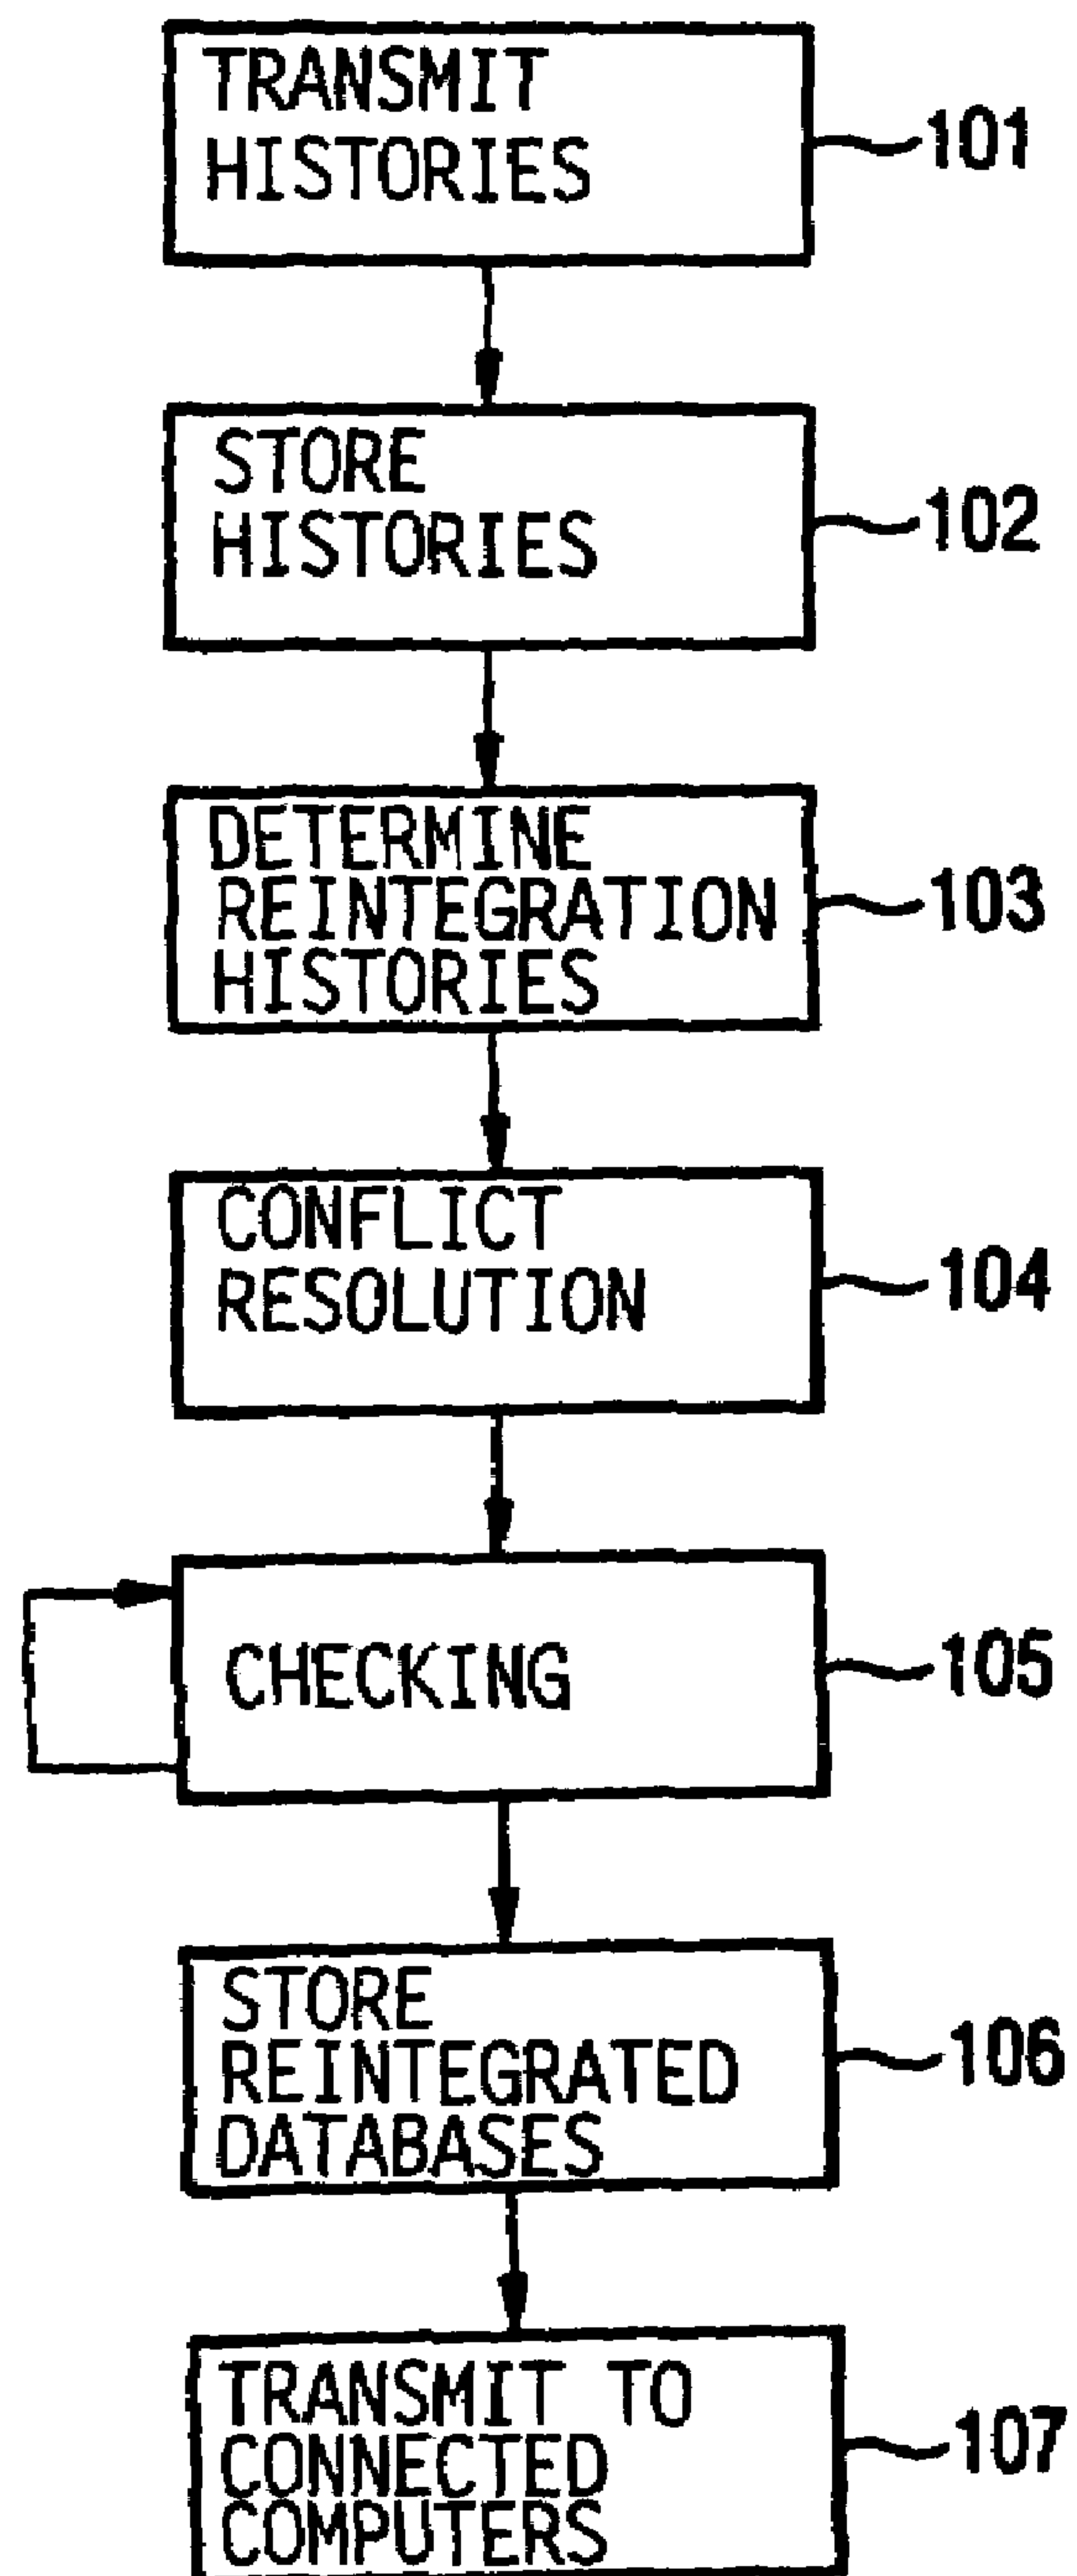 TRANSMIT
HISTORIES
101
STORE
HISTORIES
102
DETERMINE
REINTEGRATION
HISTORIES
103
CONFLICT
RESOLUTION
104
CHECKING
105
STORE
REINTEGRATED
DATABASES
106
TRANSMIT TO
CONNECTED
COMPUTERS
107